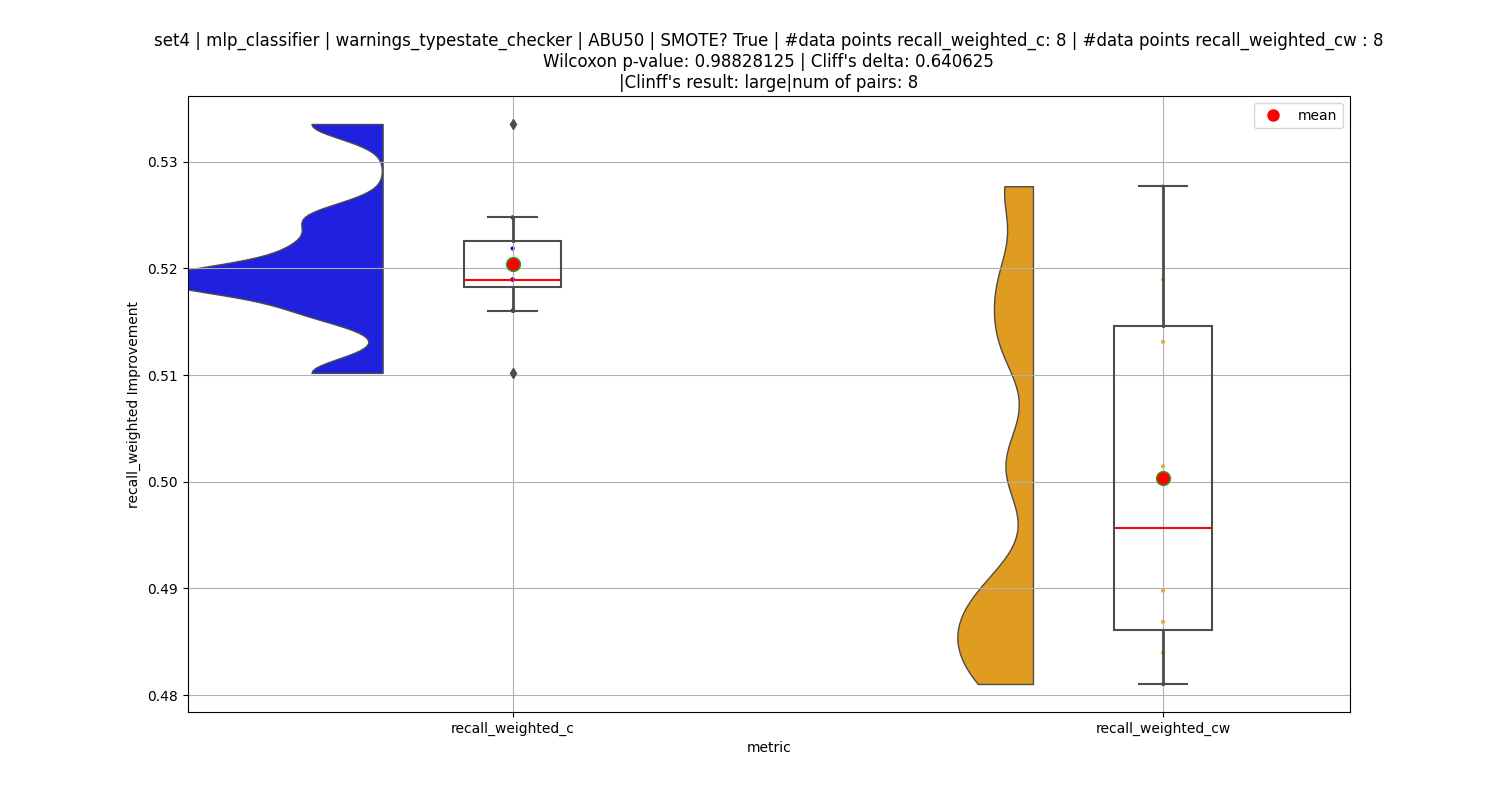 set4 | mlp_classifier | warnings_typestate_checker | ABU50 | SMOTE? True | #data points recall_weighted_c: 8 | #data points recall_weighted_cw : 8
Wilcoxon p-value: 0.98828125 | Cliff's delta: 0.640625
|Clinff's result: large|num of pairs: 8
mean
0.53
0.52
0.51
0.50
0.49
0.48
recall_weighted Improvement
recall_weighted_c
recall_weighted_cw
metric